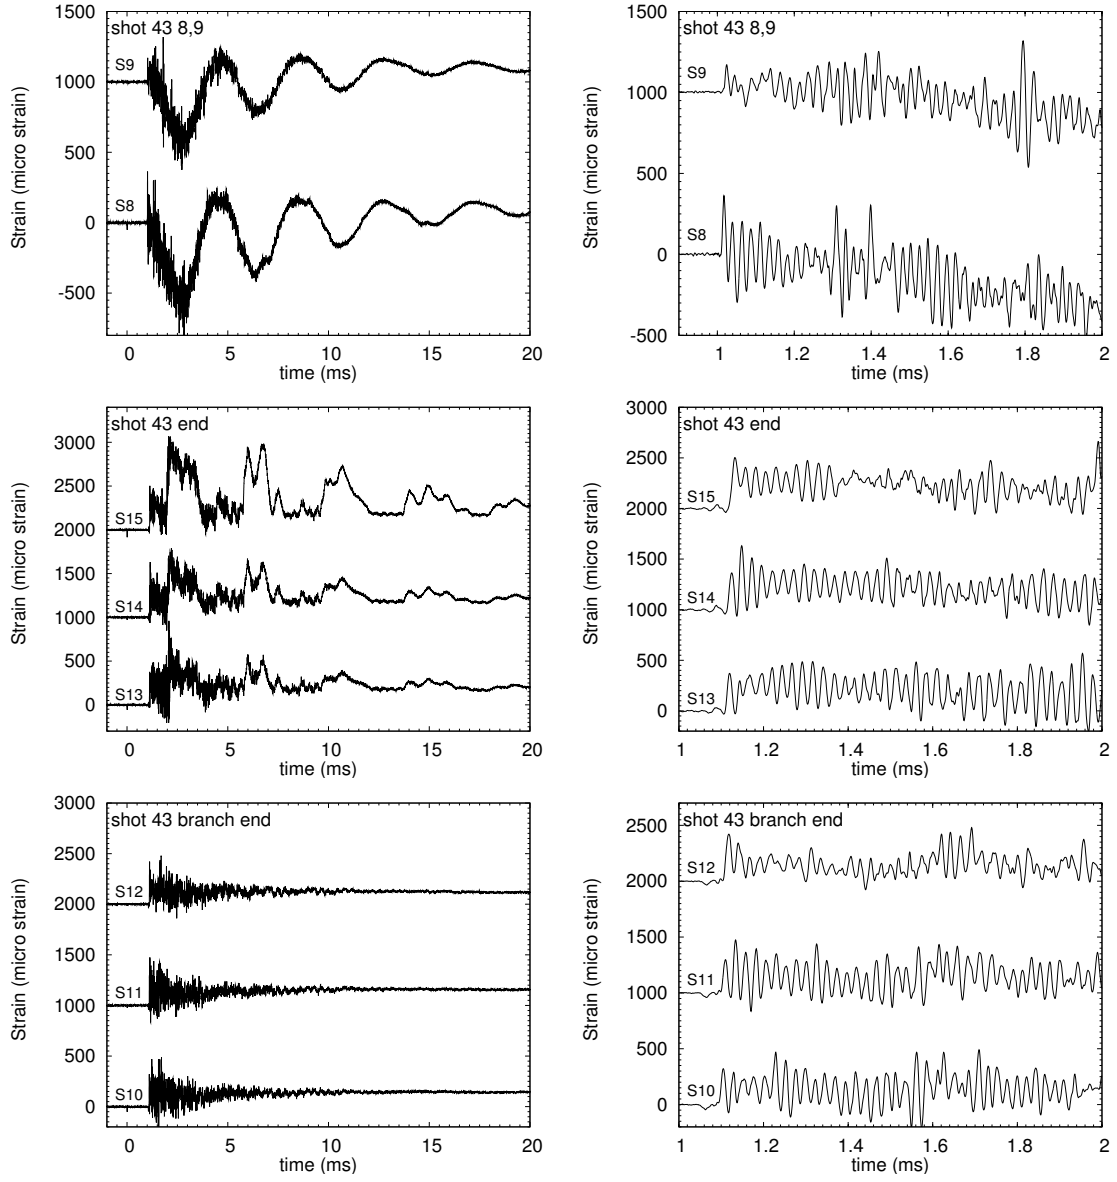 shot 43 8,9
1500
1000
500
0
-500
S9
S8
Strain (micro strain)
0 5 10 15 20
time (ms)
shot 43 8,9
1500
1000
500
0
-500
S9
S8
Strain (micro strain)
1 1.2 1.4 1.6 1.8 2
time (ms)
shot 43 end
3000
2500
2000
1500
1000
500
0
S15
S14
S13
Strain (micro strain)
0 5 10 15 20
time (ms)
shot 43 end
3000
2500
2000
1500
1000
500
0
S15
S14
S13
Strain (micro strain)
1 1.2 1.4 1.6 1.8 2
time (ms)
shot 43 branch end
3000
2500
2000
1500
1000
500
0
S12
S11
S10
Strain (micro strain)
0 5 10 15 20
time (ms)
shot 43 branch end
2500
2000
1500
1000
500
0
S12
S11
S10
Strain (micro strain)
1 1.2 1.4 1.6 1.8 2
time (ms)